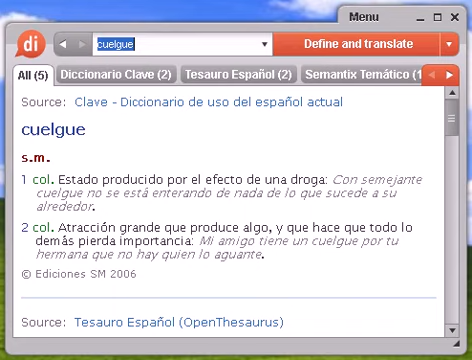 Menu
di
cuelgue
Define and translate
All (5)
Diccionario Clave (2)
Tesauro Español (2)
Semantix Temático (1
Source: Clave - Diccionario de uso del español actual
cuelgue
s.m.
1 col. Estado producido por el efecto de una droga: Con semejante
cuelgue no se está enterando de nada de lo que sucede a su
alrededor.
2 col. Atracción grande que produce algo, y que hace que todo lo
demás pierda importancia: Mi amigo tiene un cuelgue por tu
hermana que no hay quien lo aguante.
© Ediciones SM 2006
Source: Tesauro Español (OpenThesaurus)